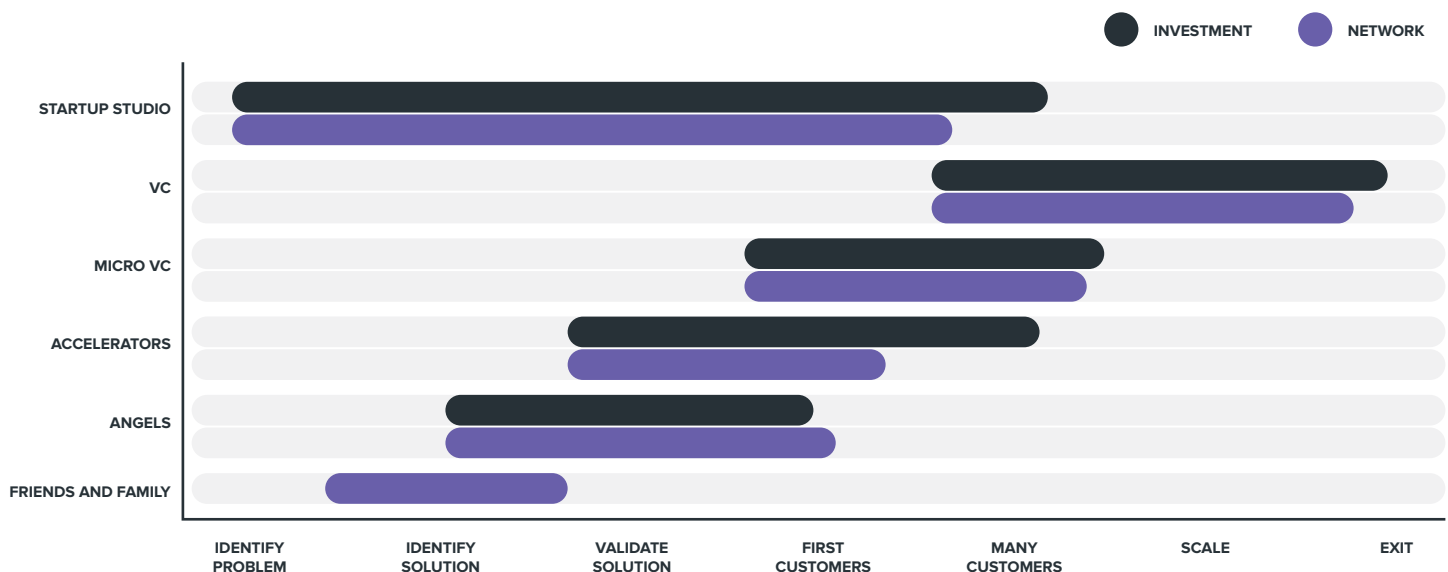 INVESTMENT
NETWORK
STARTUP STUDIO
VC
MICRO VC
ACCELERATORS
ANGELS
FRIENDS AND FAMILY
IDENTIFY
PROBLEM
IDENTIFY
SOLUTION
VALIDATE
SOLUTION
FIRST
CUSTOMERS
MANY
CUSTOMERS
SCALE
EXIT